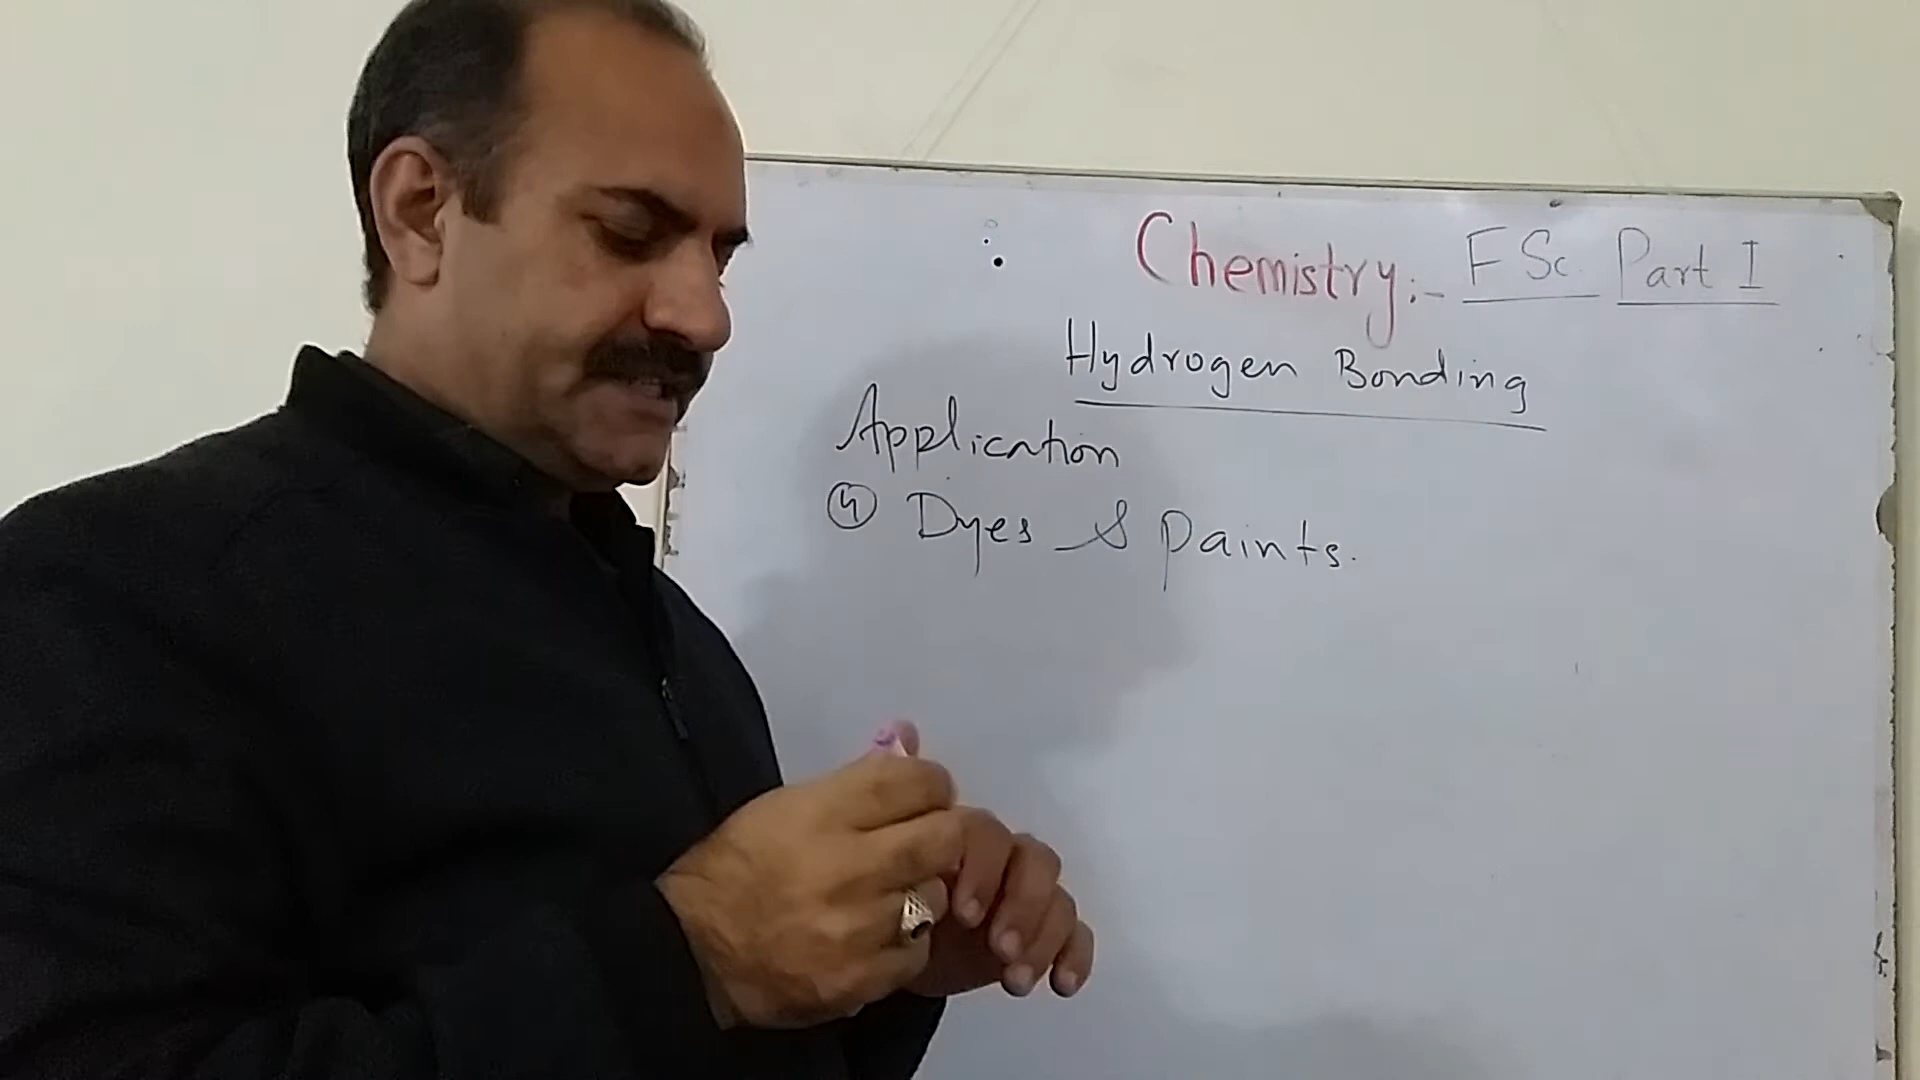 Chemistry:- FSc Part I
Hydrogen Bonding
Application
④ Dyes & Paints.